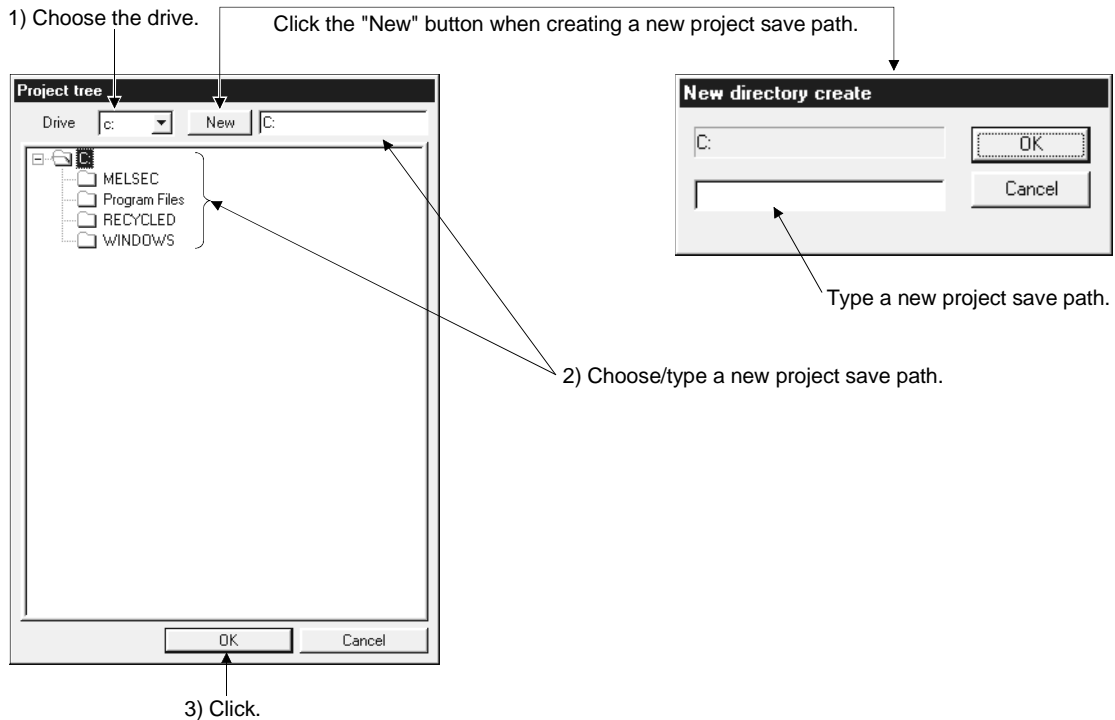 1) Choose the drive.
Click the "New" button when creating a new project save path.
Project tree
Drive c: New C:
C:
MELSEC
Program Files
RECYCLED
WINDOWS
OK Cancel
3) Click.
New directory create
C: OK
Cancel
Type a new project save path.
2) Choose/type a new project save path.